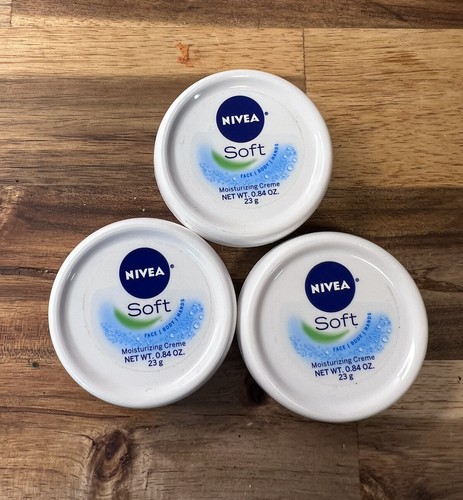 NIVEA®
Soft
FACE | BODY | HANDS
Moisturizing Creme
NET WT. 0.84 OZ.
23 g
NIVEA®
Soft
FACE | BODY | HANDS
Moisturizing Creme
NET WT. 0.84 OZ.
23 g
NIVEA®
Soft
FACE | BODY | HANDS
Moisturizing Creme
NET WT. 0.84 OZ.
23 g